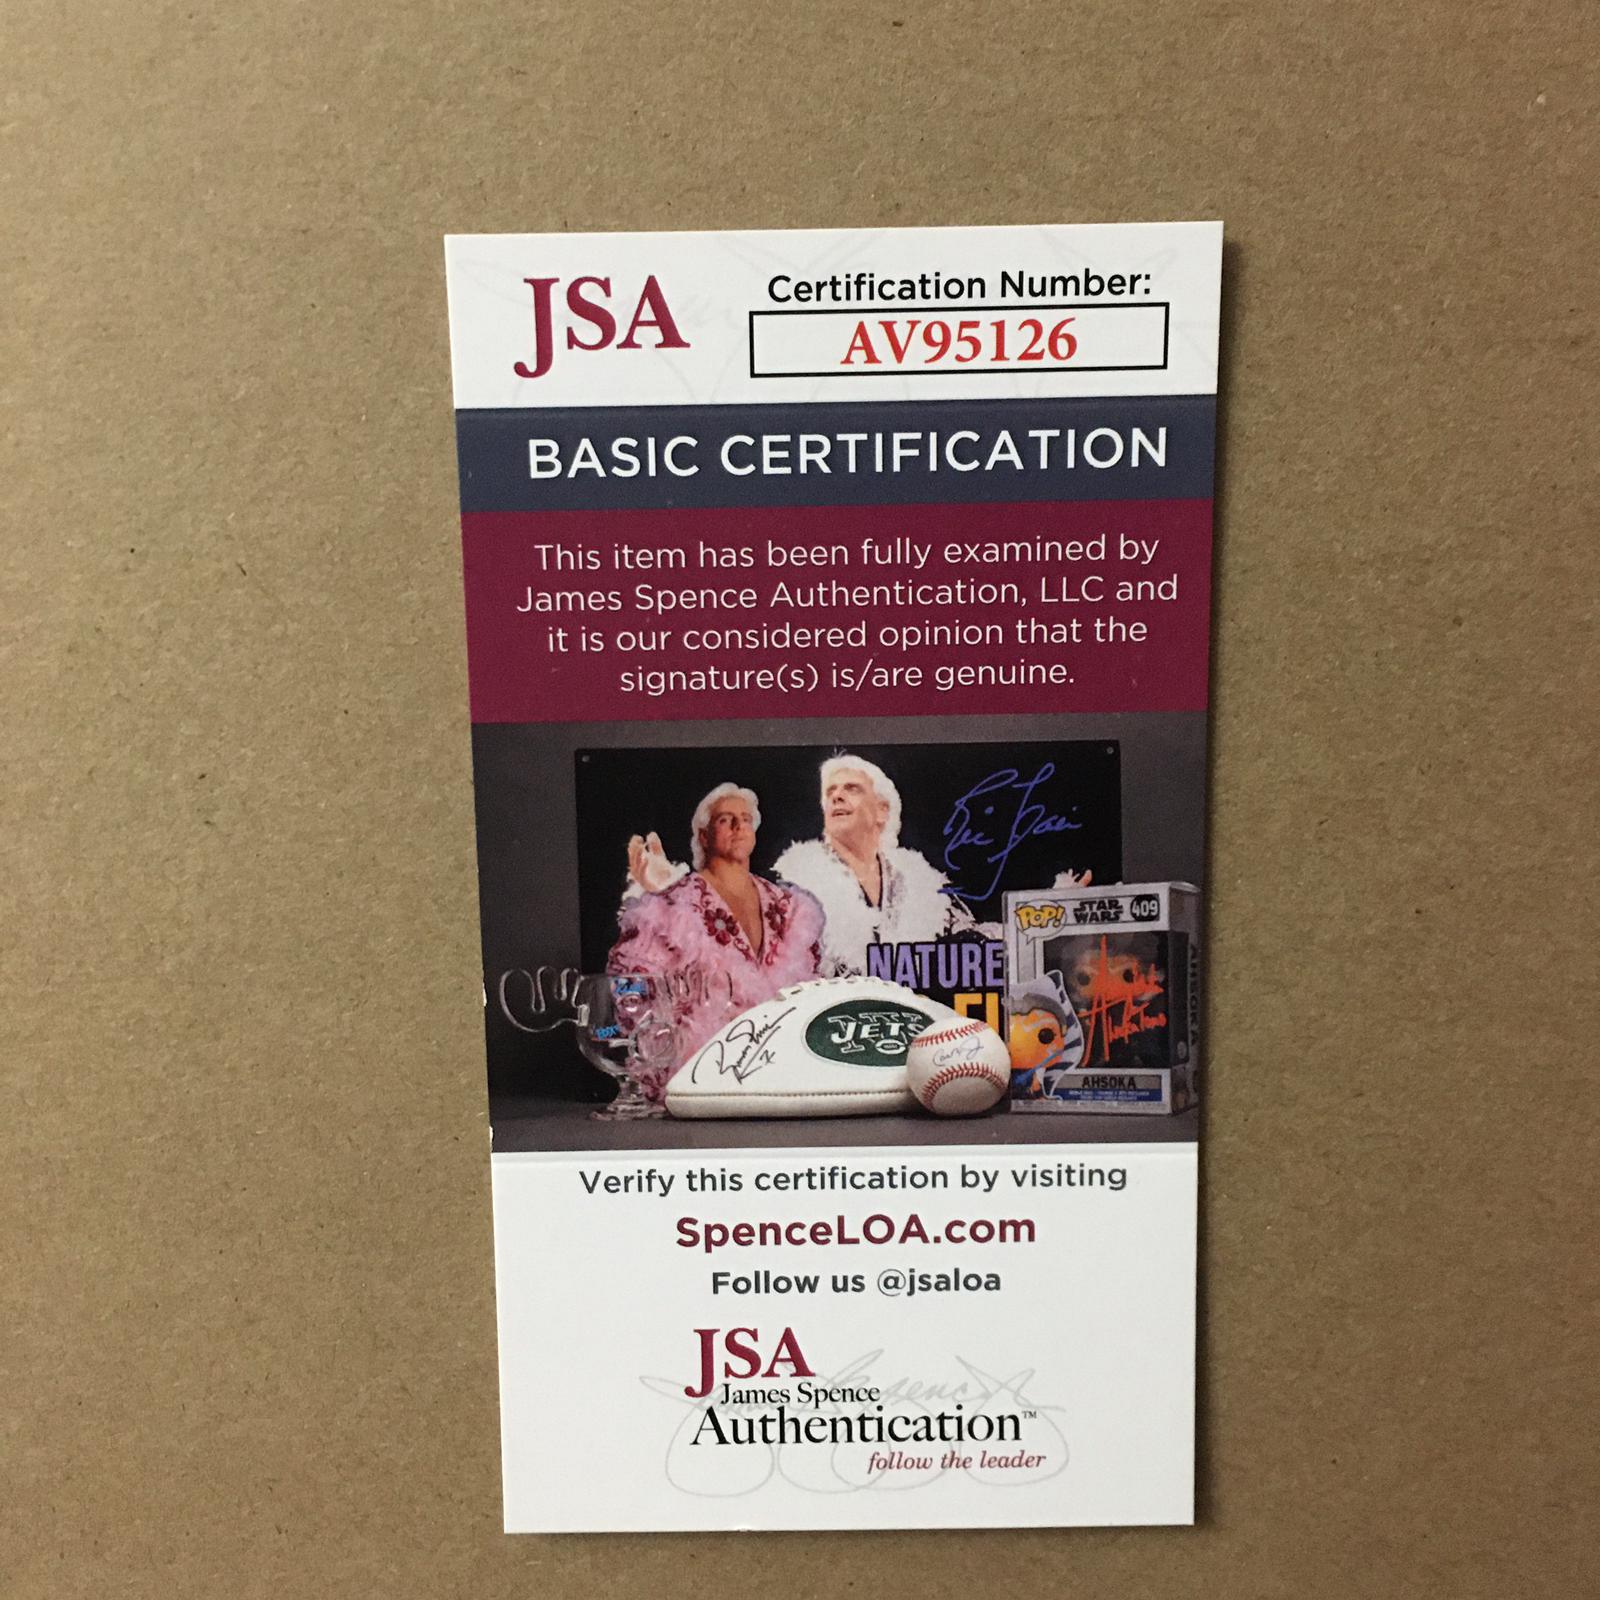 JSA
Certification Number:
AV95126
BASIC CERTIFICATION
This item has been fully examined by
James Spence Authentication, LLC and
it is our considered opinion that the
signature(s) is/are genuine.
NATURE
JETS
POP!
STAR
WARS
409
AHSOKA
Verify this certification by visiting
SpenceLOA.com
Follow us @jsaloa
JSA
James Spence
Authentication™
follow the leader